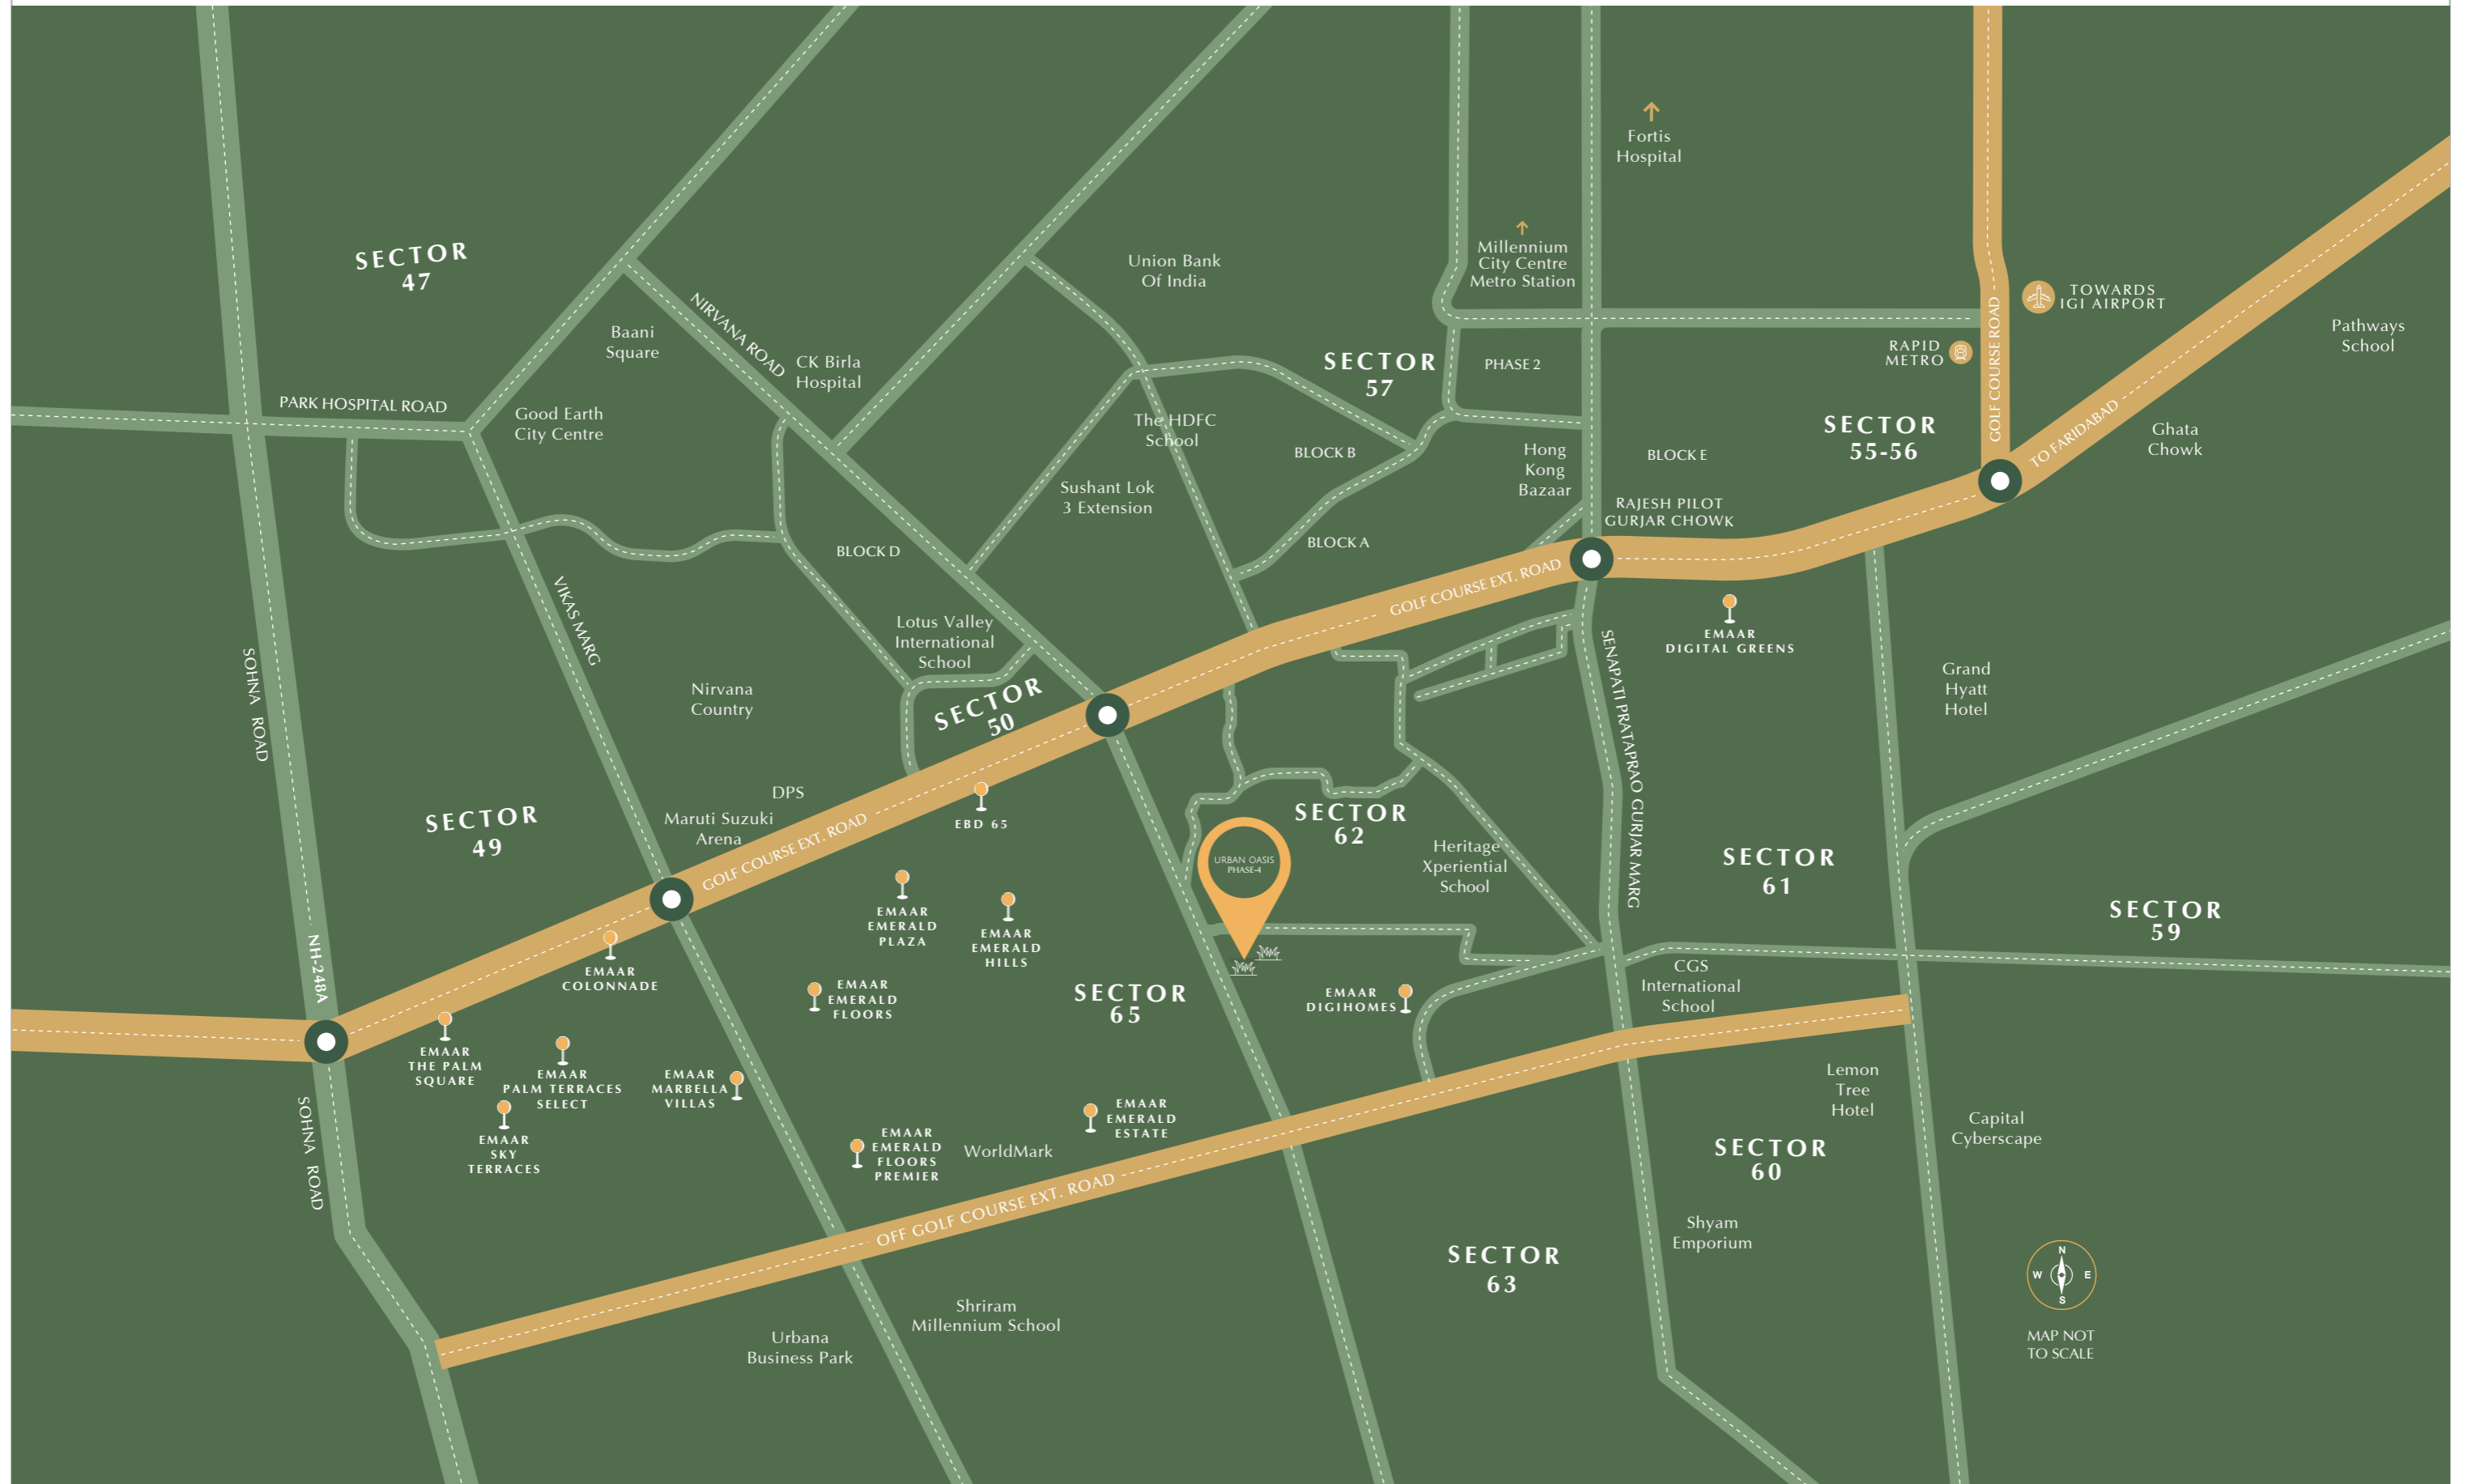 Fortis
Hospital
Millennium
City Centre
Metro Station
SECTOR
47
Union Bank
Of India
TOWARDS
IGI AIRPORT
Baani
Square
NIRVANA ROAD
CK Birla
Hospital
SECTOR
57
PHASE 2
RAPID
METRO
GOLF COURSE ROAD
Pathways
School
PARK HOSPITAL ROAD
Good Earth
City Centre
The HDFC
School
BLOCK B
Hong
Kong
Bazaar
BLOCK E
SECTOR
55-56
TO FARIDABAD
Ghata
Chowk
Sushant Lok
3 Extension
RAJESH PILOT
GURJAR CHOWK
BLOCK D
BLOCK A
GOLF COURSE EXT. ROAD
VIKAS MARG
Lotus Valley
International
School
EMAAR
DIGITAL GREENS
SOHNA ROAD
Nirvana
Country
SECTOR
50
SENAPATI PRATAPRAO GURJAR MARG
Grand
Hyatt
Hotel
DPS
Maruti Suzuki
Arena
EBD 65
SECTOR
49
GOLF COURSE EXT. ROAD
SECTOR
62
URBAN OASIS
PHASE-4
Heritage
Xperiential
School
SECTOR
61
EMAAR
EMERALD
PLAZA
EMAAR
EMERALD
HILLS
SECTOR
59
NH-248A
EMAAR
COLONNADE
EMAAR
EMERALD
FLOORS
SECTOR
65
EMAAR
DIGIHOMES
CGS
International
School
EMAAR
THE PALM
SQUARE
EMAAR
PALM TERRACES
SELECT
EMAAR
MARBELLA
VILLAS
EMAAR
SKY
TERRACES
SOHNA ROAD
EMAAR
EMERALD
FLOORS
PREMIER
WorldMark
EMAAR
EMERALD
ESTATE
Lemon
Tree
Hotel
Capital
Cyberscape
SECTOR
60
OFF GOLF COURSE EXT. ROAD
Shyam
Emporium
SECTOR
63
Shriram
Millennium School
Urbana
Business Park
N
W E
S
MAP NOT
TO SCALE